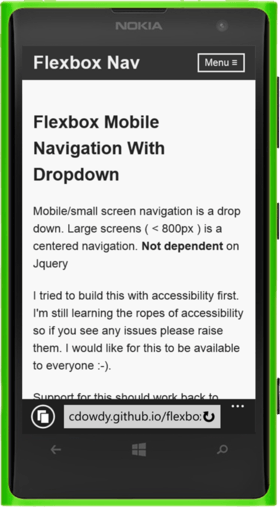 NOKIA
Flexbox Nav
Menu ≡
Flexbox Mobile
Navigation With
Dropdown
Mobile/small screen navigation is a drop
down. Large screens ( < 800px ) is a
centered navigation. Not dependent on
Jquery
I tried to build this with accessibility first.
I'm still learning the ropes of accessibility
so if you see any issues please raise
them. I would like for this to be available
to everyone :-).
Support for this should work back to
cdowdy.github.io/flexbo:
...